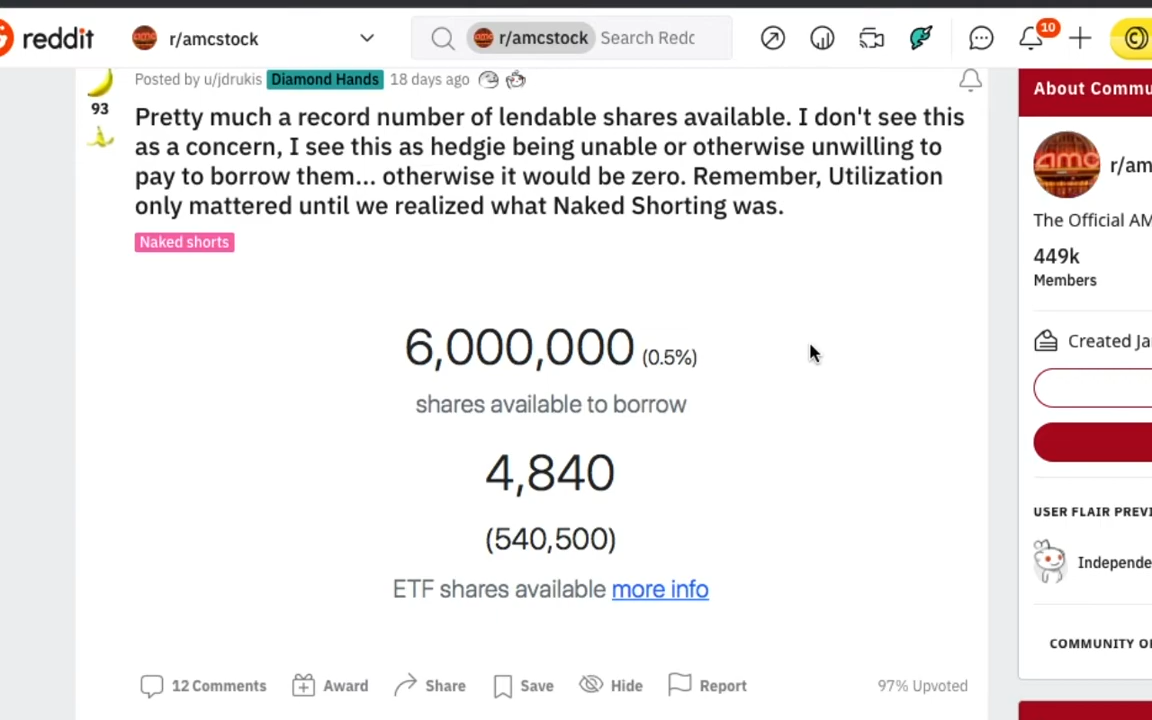 reddit
r/amcstock
r/amcstock Search Redd
10
Posted by u/jdrukis Diamond Hands 18 days ago
93
Pretty much a record number of lendable shares available. I don't see this
as a concern, I see this as hedgie being unable or otherwise unwilling to
pay to borrow them... otherwise it would be zero. Remember, Utilization
only mattered until we realized what Naked Shorting was.
Naked shorts
6,000,000 (0.5%)
shares available to borrow
4,840
(540,500)
ETF shares available more info
12 Comments Award Share Save Hide Report 97% Upvoted
About Commu
amc
r/am
The Official AM
449k
Members
Created Ja
USER FLAIR PREVI
Independe
COMMUNITY O